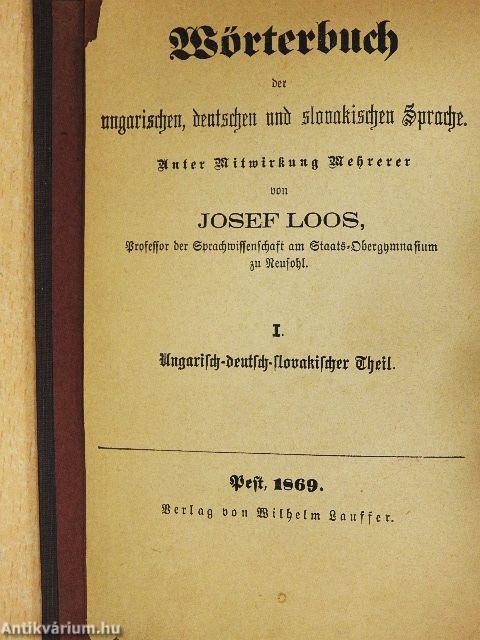 Wörterbuch
der
ungarischen, deutschen und slovakischen Sprache.
Unter Mitwirkung Mehrerer
von
JOSEF LOOS,
Professor der Sprachwissenschaft am Staats-Obergymnasium
zu Neusohl.
I.
Ungarisch-deutsch-slovakischer Theil.
Pest, 1869.
Verlag von Wilhelm Lauffer.
Antikvárium.hu